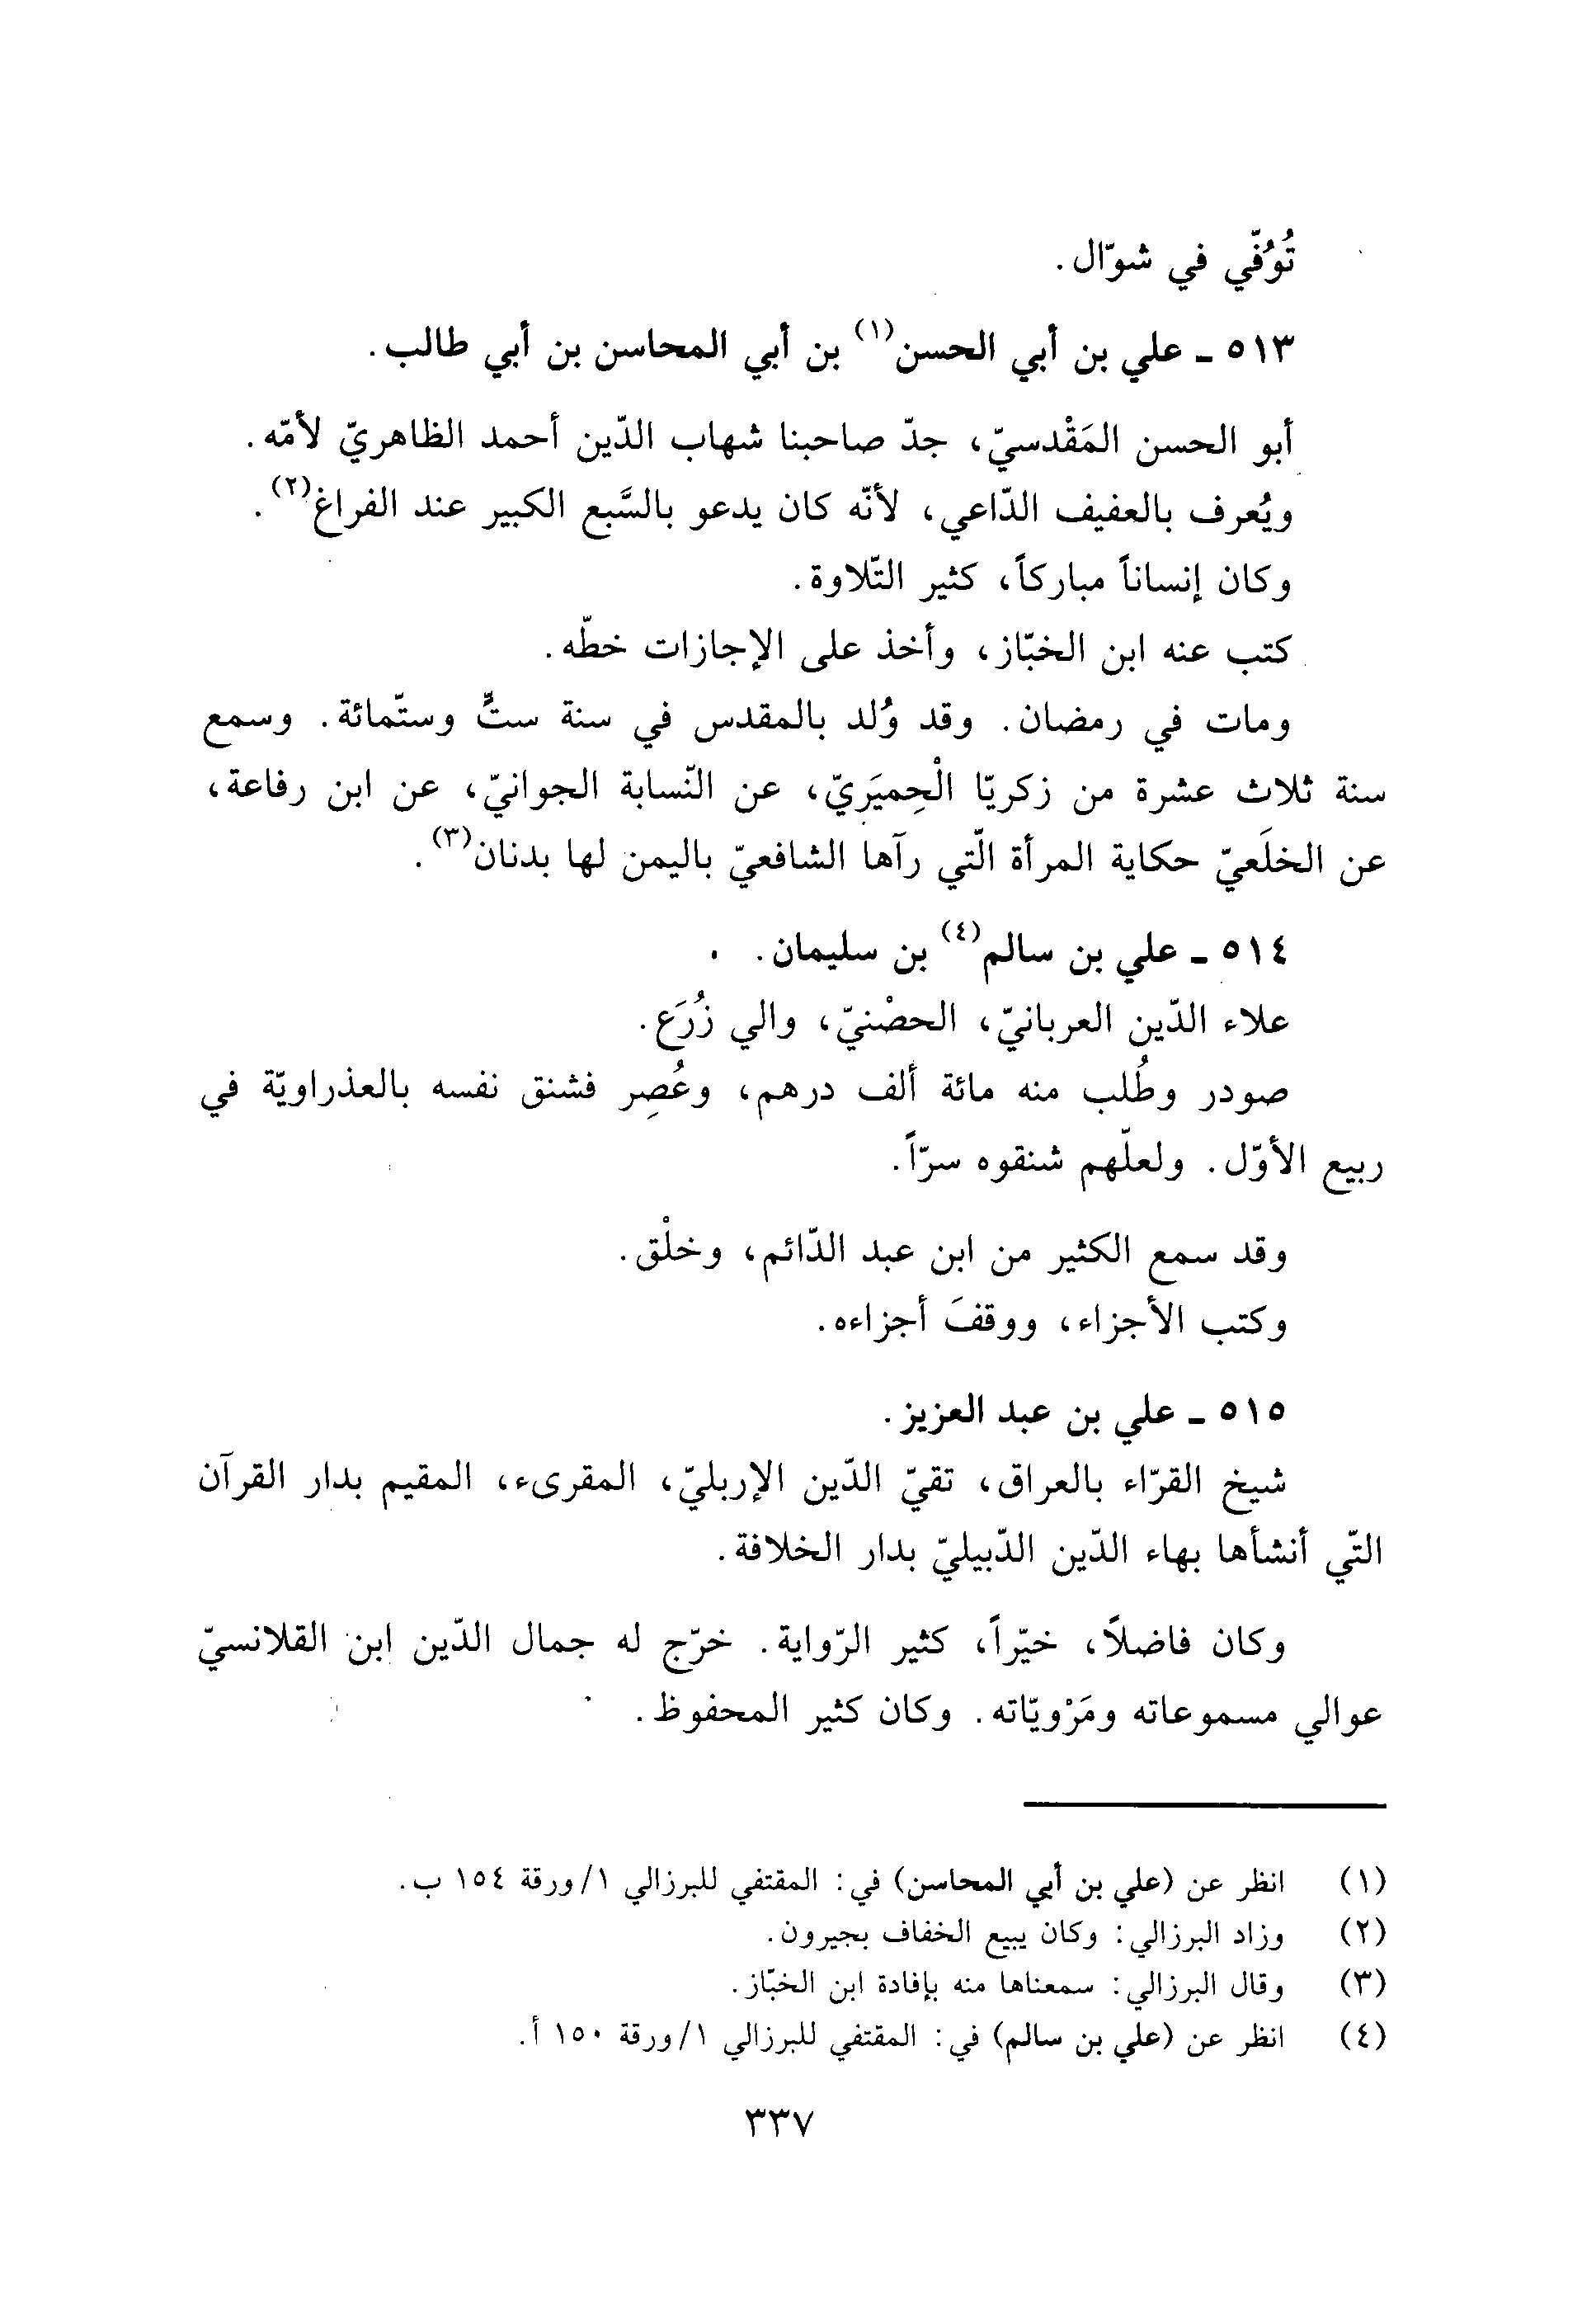 تُوُفّي في شوّال.
٥١٣ ـ علي بن أبي الحسن(١) بن أبي المحاسن بن أبي طالب.
أبو الحسن المَقْدسيّ، جدّ صاحبنا شهاب الدّين أحمد الظاهريّ لأمّه.
ويُعرف بالعفيف الدّاعي، لأنّه كان يدعو بالسَّبع الكبير عند الفراغ(٢).
وكان إنساناً مباركاً، كثير التّلاوة.
كتب عنه ابن الخبّاز، وأخذ على الإجازات خطّه.
ومات في رمضان. وقد وُلد بالمقدس في سنة ستٍّ وستّمائة. وسمع
سنة ثلاث عشرة من زكريّا الْحِميَريّ، عن النّسابة الجوانيّ، عن ابن رفاعة،
عن الخلَعيّ حكاية المرأة الّتي رآها الشافعيّ باليمن لها بدنان(٣).
٥١٤ ـ علي بن سالم(٤) بن سليمان.
علاء الدّين العربانيّ، الحصْنيّ، والي زُرَع.
صودر وطُلب منه مائة ألف درهم، وعُصِر فشنق نفسه بالعذراويّة في
ربيع الأوّل. ولعلّهم شنقوه سرّاً.
وقد سمع الكثير من ابن عبد الدّائم، وخلْق.
وكتب الأجزاء، ووقفَ أجزاءه.
٥١٥ ـ علي بن عبد العزيز.
شيخ القرّاء بالعراق، تقيّ الدّين الإربليّ، المقرىء، المقيم بدار القرآن
التّي أنشأها بهاء الدّين الدّبيليّ بدار الخلافة.
وكان فاضلاً، خيّراً، كثير الرّواية. خرّج له جمال الدّين ابن القلانسيّ
عوالي مسموعاته ومَرْويّاته. وكان كثير المحفوظ.
(١) انظر عن (علي بن أبي المحاسن) في: المقتفي للبرزالي ١/ورقة ١٥٤ ب.
(٢) وزاد البرزالي: وكان يبيع الخفاف بجيرون.
(٣) وقال البرزالي: سمعناها منه بإفادة ابن الخبّاز.
(٤) انظر عن (علي بن سالم) في: المقتفي للبرزالي ١/ورقة ١٥٠ أ.
٣٣٧